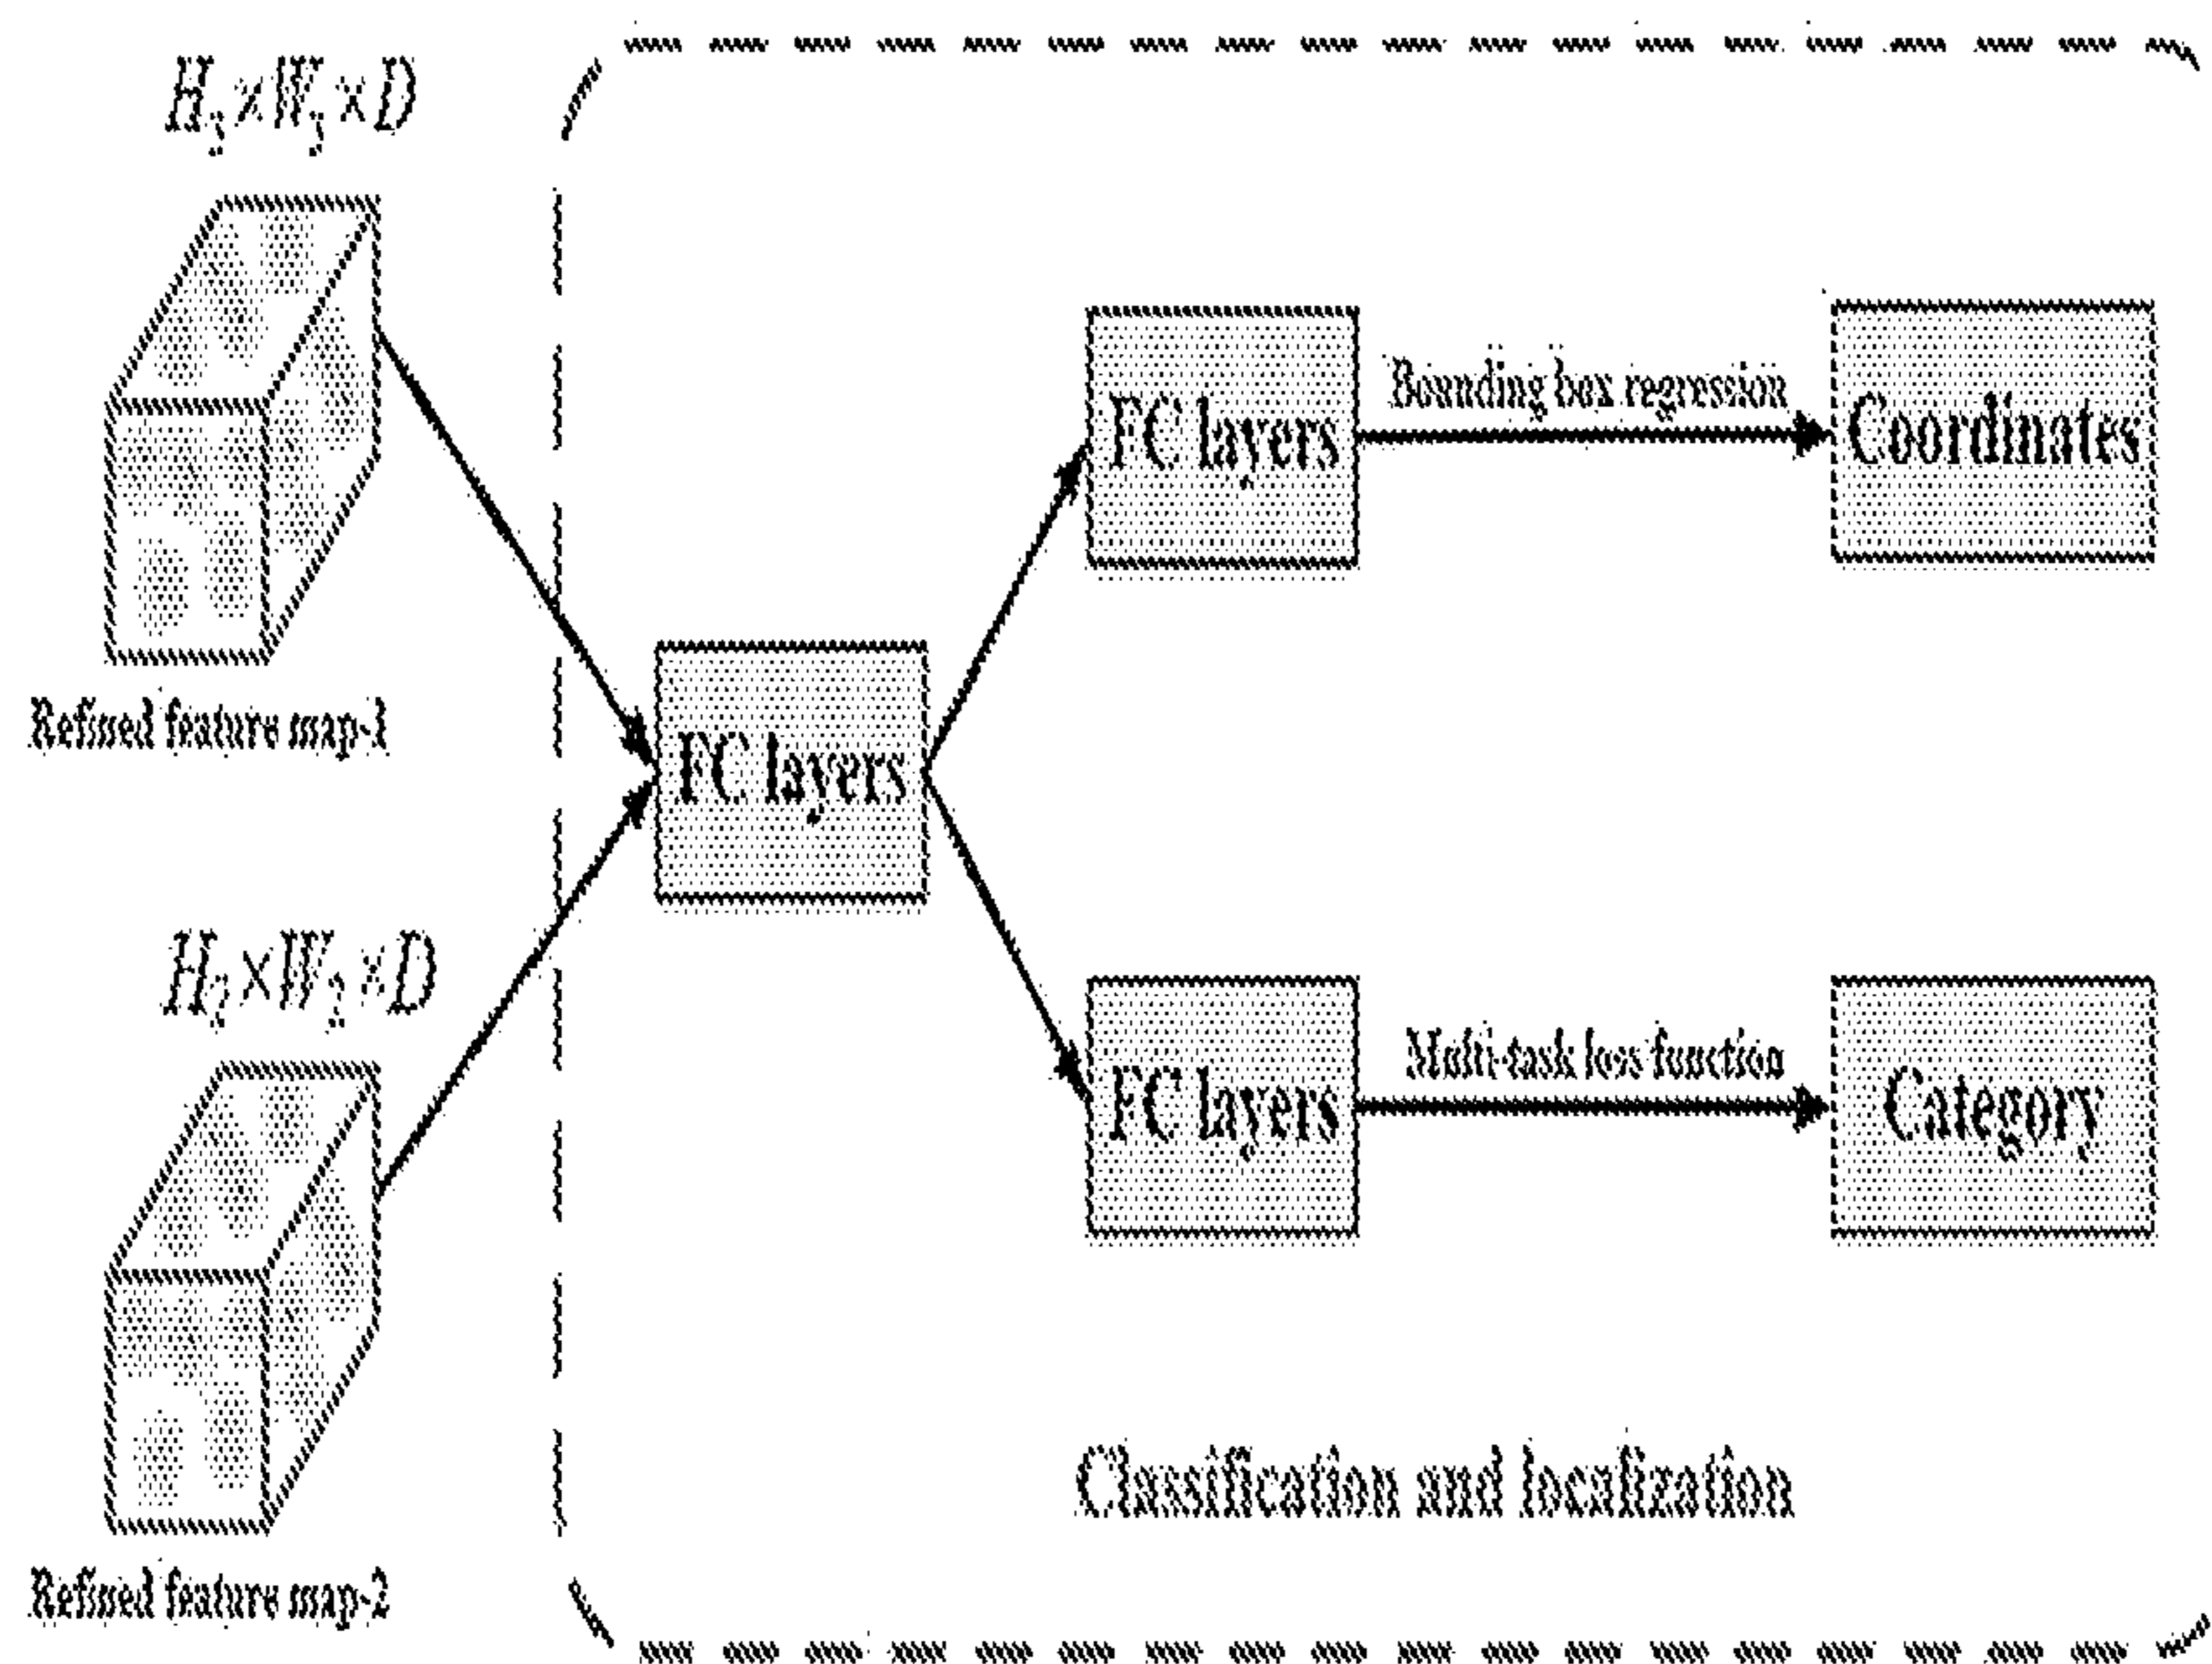 H₁×W₁×D
Refined feature map-1
H₂×W₂×D
Refined feature map-2
FC layers
FC layers
Bounding box regression
Coordinates
FC layers
Multi-task loss function
Category
Classification and localization